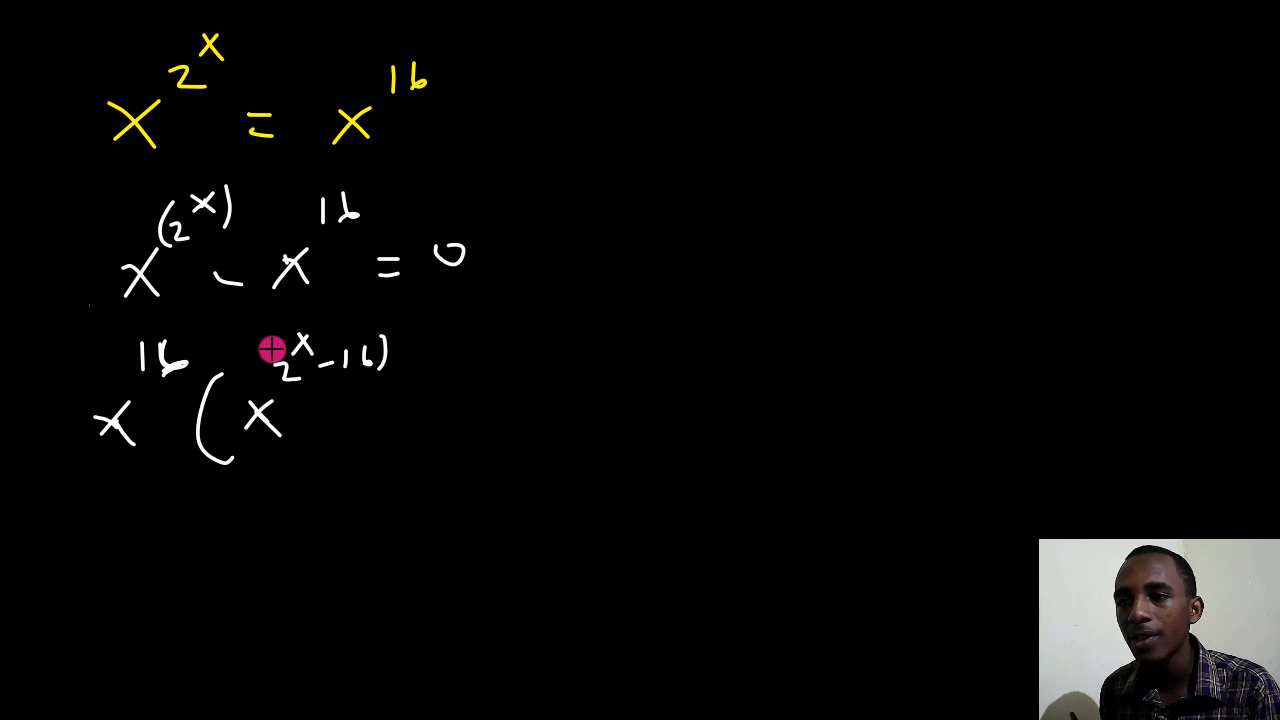 x^2^x = x^16
x^(2^x) - x^16 = 0
x^16 (x^2^x - 16)